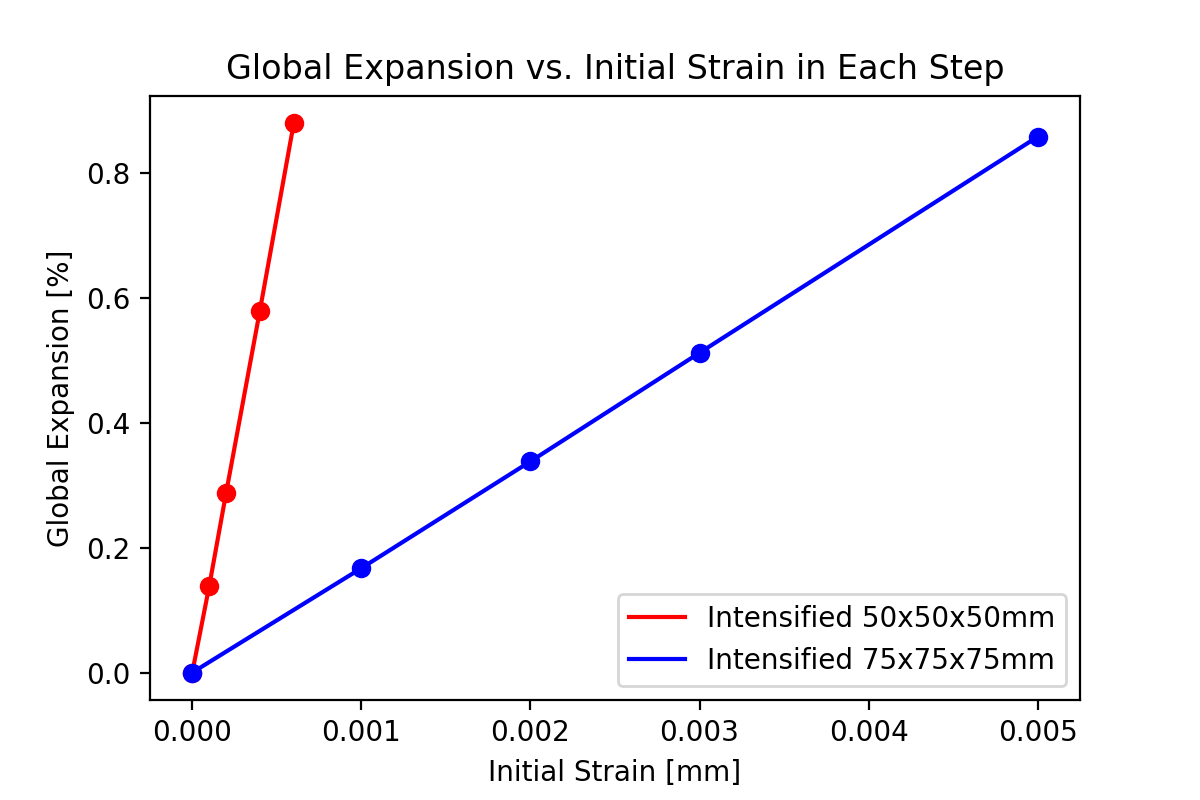 Global Expansion vs. Initial Strain in Each Step
Global Expansion [%]
0.8
0.6
0.4
0.2
0.0
Intensified 50x50x50mm
Intensified 75x75x75mm
0.000 0.001 0.002 0.003 0.004 0.005
Initial Strain [mm]